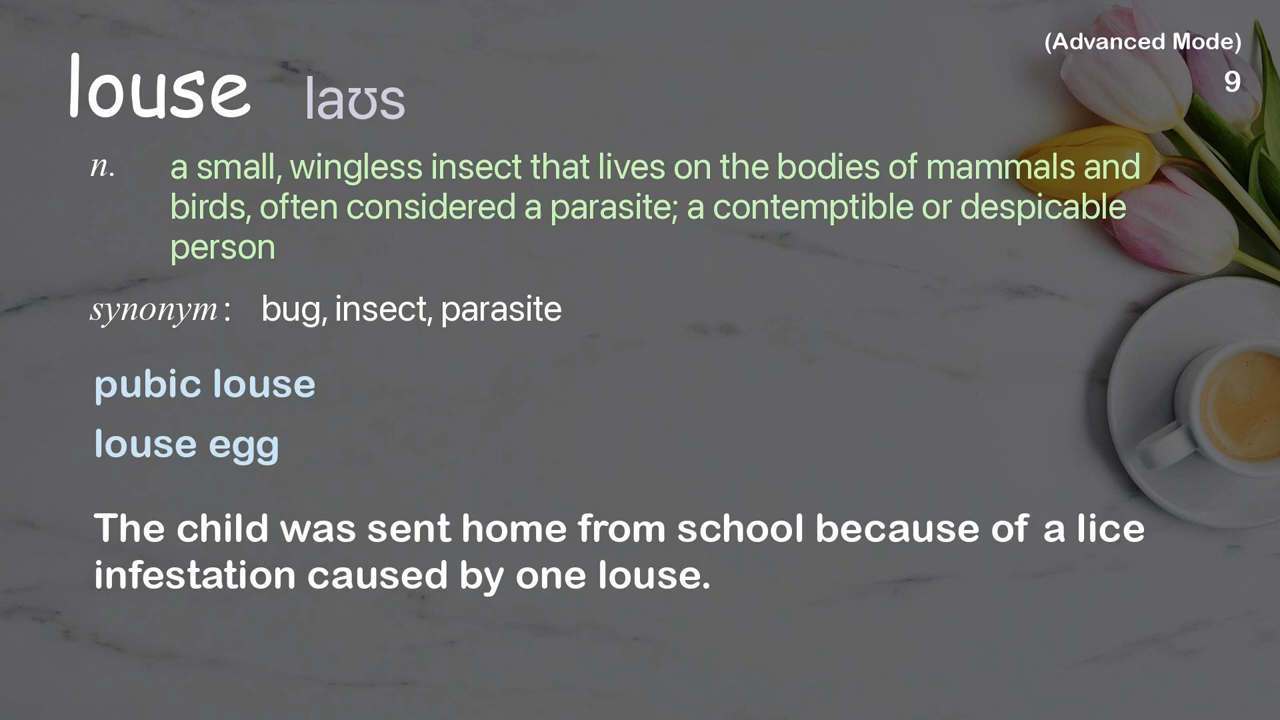 (Advanced Mode)
9
louse laʊs
n. a small, wingless insect that lives on the bodies of mammals and
birds, often considered a parasite; a contemptible or despicable
person
synonym: bug, insect, parasite
pubic louse
louse egg
The child was sent home from school because of a lice
infestation caused by one louse.